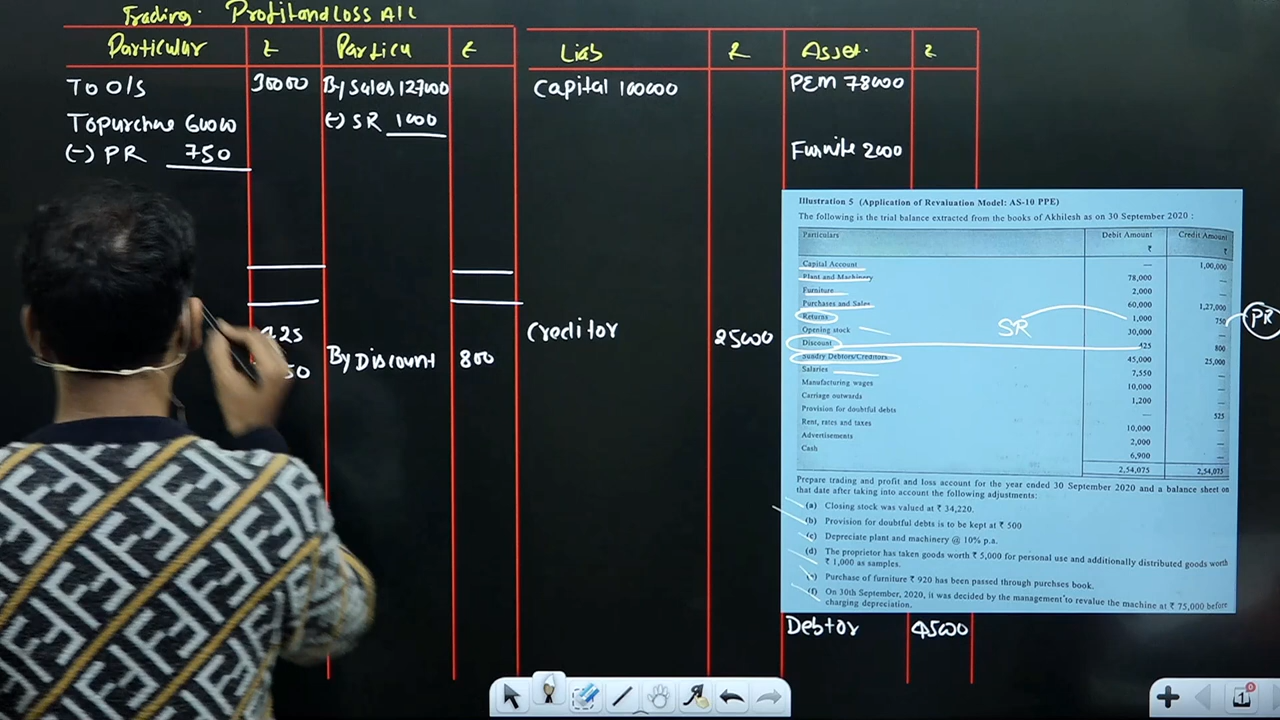 Trading. Profit and Loss A/c
Particular ₹ Particu ₹
To O/S 30000 By Sales 127000
To purchase 60000 (-) SR 1000
(-) PR 750
425
50
By Discount 800
Liab ₹ Asset. ₹
Capital 100000 P&M 78000
Furnite 2000
Creditor 25000
Debtor 45000
SR
PR
Illustration 5 (Application of Revaluation Model: AS-10 PPE)
The following is the trial balance extracted from the books of Akhilesh as on 30 September 2020 :
Particulars Debit Amount Credit Amount
₹ ₹
Capital Account — 1,00,000
Plant and Machinery 78,000 —
Furniture 2,000 —
Purchases and Sales 60,000 1,27,000
Returns 1,000 750
Opening stock 30,000 —
Discount 425 800
Sundry Debtors/Creditors 45,000 25,000
Salaries 7,550 —
Manufacturing wages 10,000 —
Carriage outwards 1,200 —
Provision for doubtful debts — 525
Rent, rates and taxes 10,000 —
Advertisements 2,000 —
Cash 6,900 —
2,54,075 2,54,075
Prepare trading and profit and loss account for the year ended 30 September 2020 and a balance sheet on
that date after taking into account the following adjustments:
(a) Closing stock was valued at ₹ 34,220.
(b) Provision for doubtful debts is to be kept at ₹ 500
(c) Depreciate plant and machinery @ 10% p.a.
(d) The proprietor has taken goods worth ₹ 5,000 for personal use and additionally distributed goods worth
₹ 1,000 as samples.
(e) Purchase of furniture ₹ 920 has been passed through purchses book.
(f) On 30th September, 2020, it was decided by the management to revalue the machine at ₹ 75,000 before
charging depreciation.
1